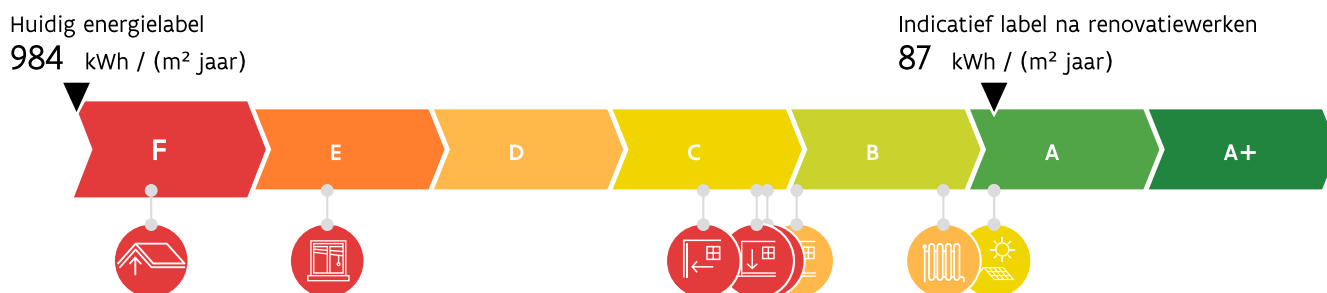 Huidig energielabel
984 kWh / (m² jaar)
Indicatief label na renovatiewerken
87 kWh / (m² jaar)
F E D C B A A+